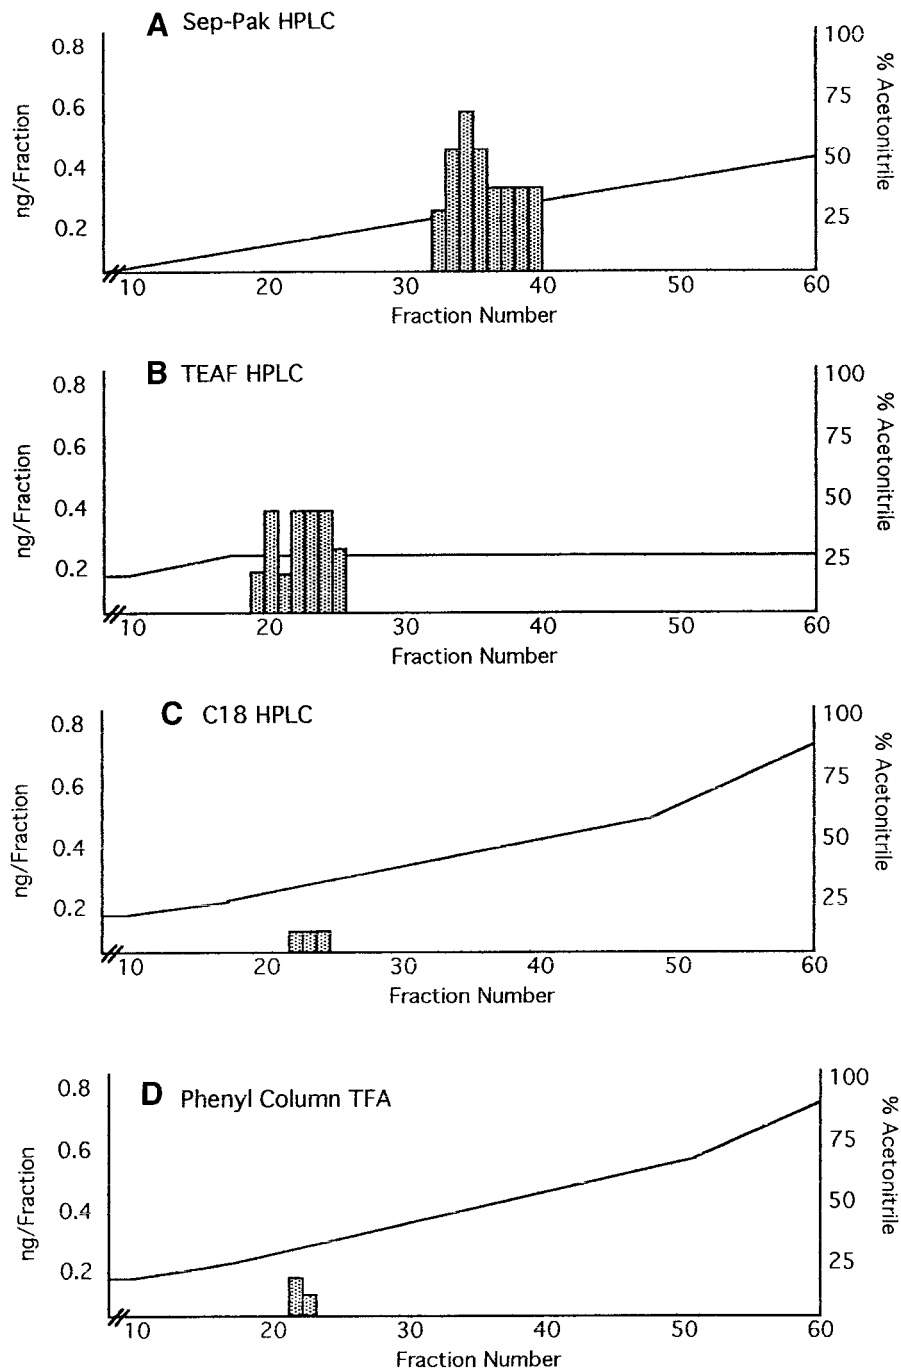 A Sep-Pak HPLC
0.8
0.6
0.4
0.2
ng/Fraction
100
75
50
25
% Acetonitrile
10 20 30 40 50 60
Fraction Number
B TEAF HPLC
0.8
0.6
0.4
0.2
ng/Fraction
100
75
50
25
% Acetonitrile
10 20 30 40 50 60
Fraction Number
C C18 HPLC
0.8
0.6
0.4
0.2
ng/Fraction
100
75
50
25
% Acetonitrile
10 20 30 40 50 60
Fraction Number
D Phenyl Column TFA
0.8
0.6
0.4
0.2
ng/Fraction
100
75
50
25
% Acetonitrile
10 20 30 40 50 60
Fraction Number